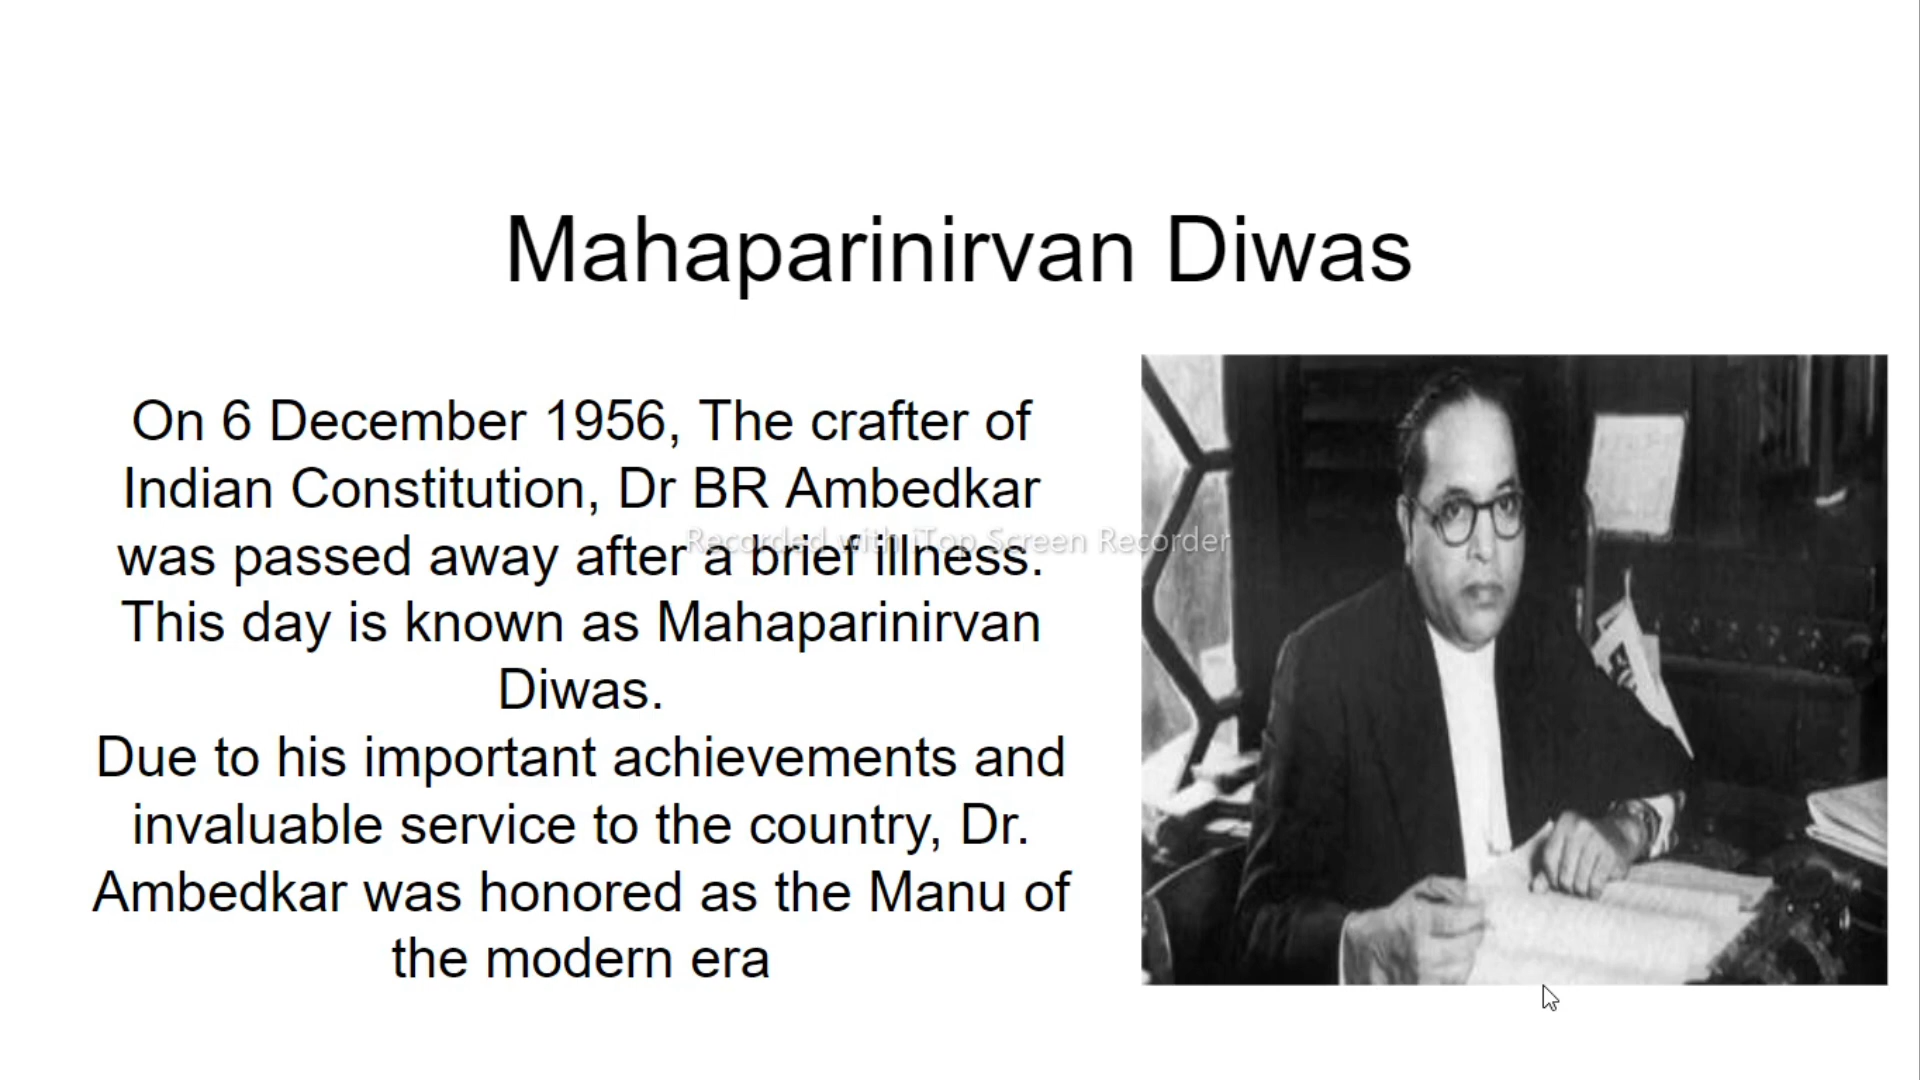 Mahaparinirvan Diwas
On 6 December 1956, The crafter of
Indian Constitution, Dr BR Ambedkar
was passed away after a brief illness.
This day is known as Mahaparinirvan
Diwas.
Due to his important achievements and
invaluable service to the country, Dr.
Ambedkar was honored as the Manu of
the modern era
Recorded with iTop Screen Recorder